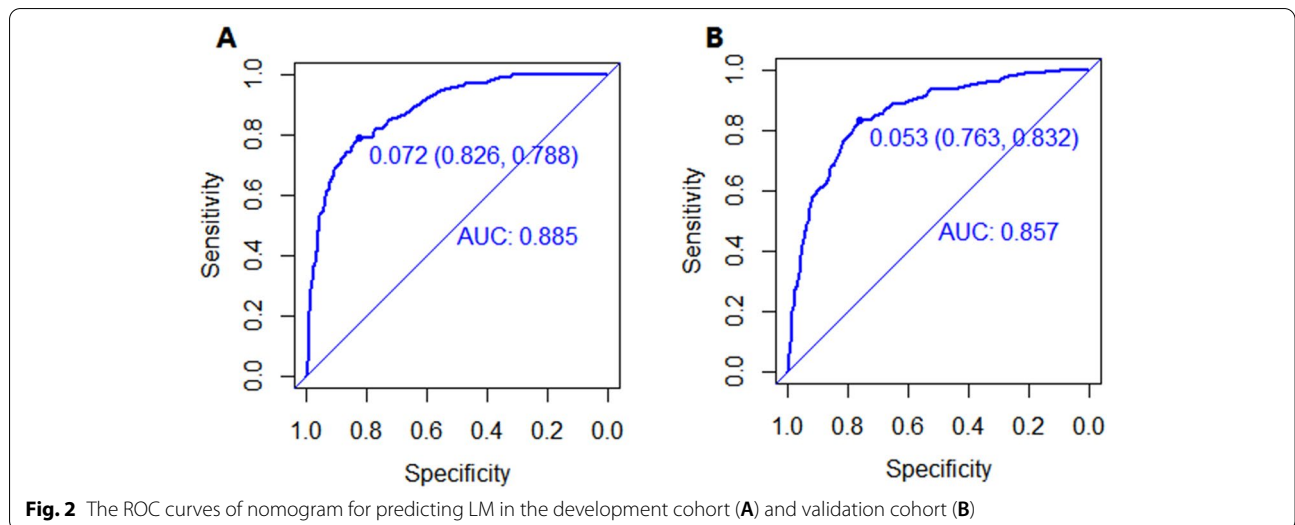 A
B
1.0
0.8
0.6
0.4
0.2
0.0
Sensitivity
0.072 (0.826, 0.788)
AUC: 0.885
1.0 0.8 0.6 0.4 0.2 0.0
Specificity
1.0
0.8
0.6
0.4
0.2
0.0
Sensitivity
0.053 (0.763, 0.832)
AUC: 0.857
1.0 0.8 0.6 0.4 0.2 0.0
Specificity
Fig. 2 The ROC curves of nomogram for predicting LM in the development cohort (A) and validation cohort (B)